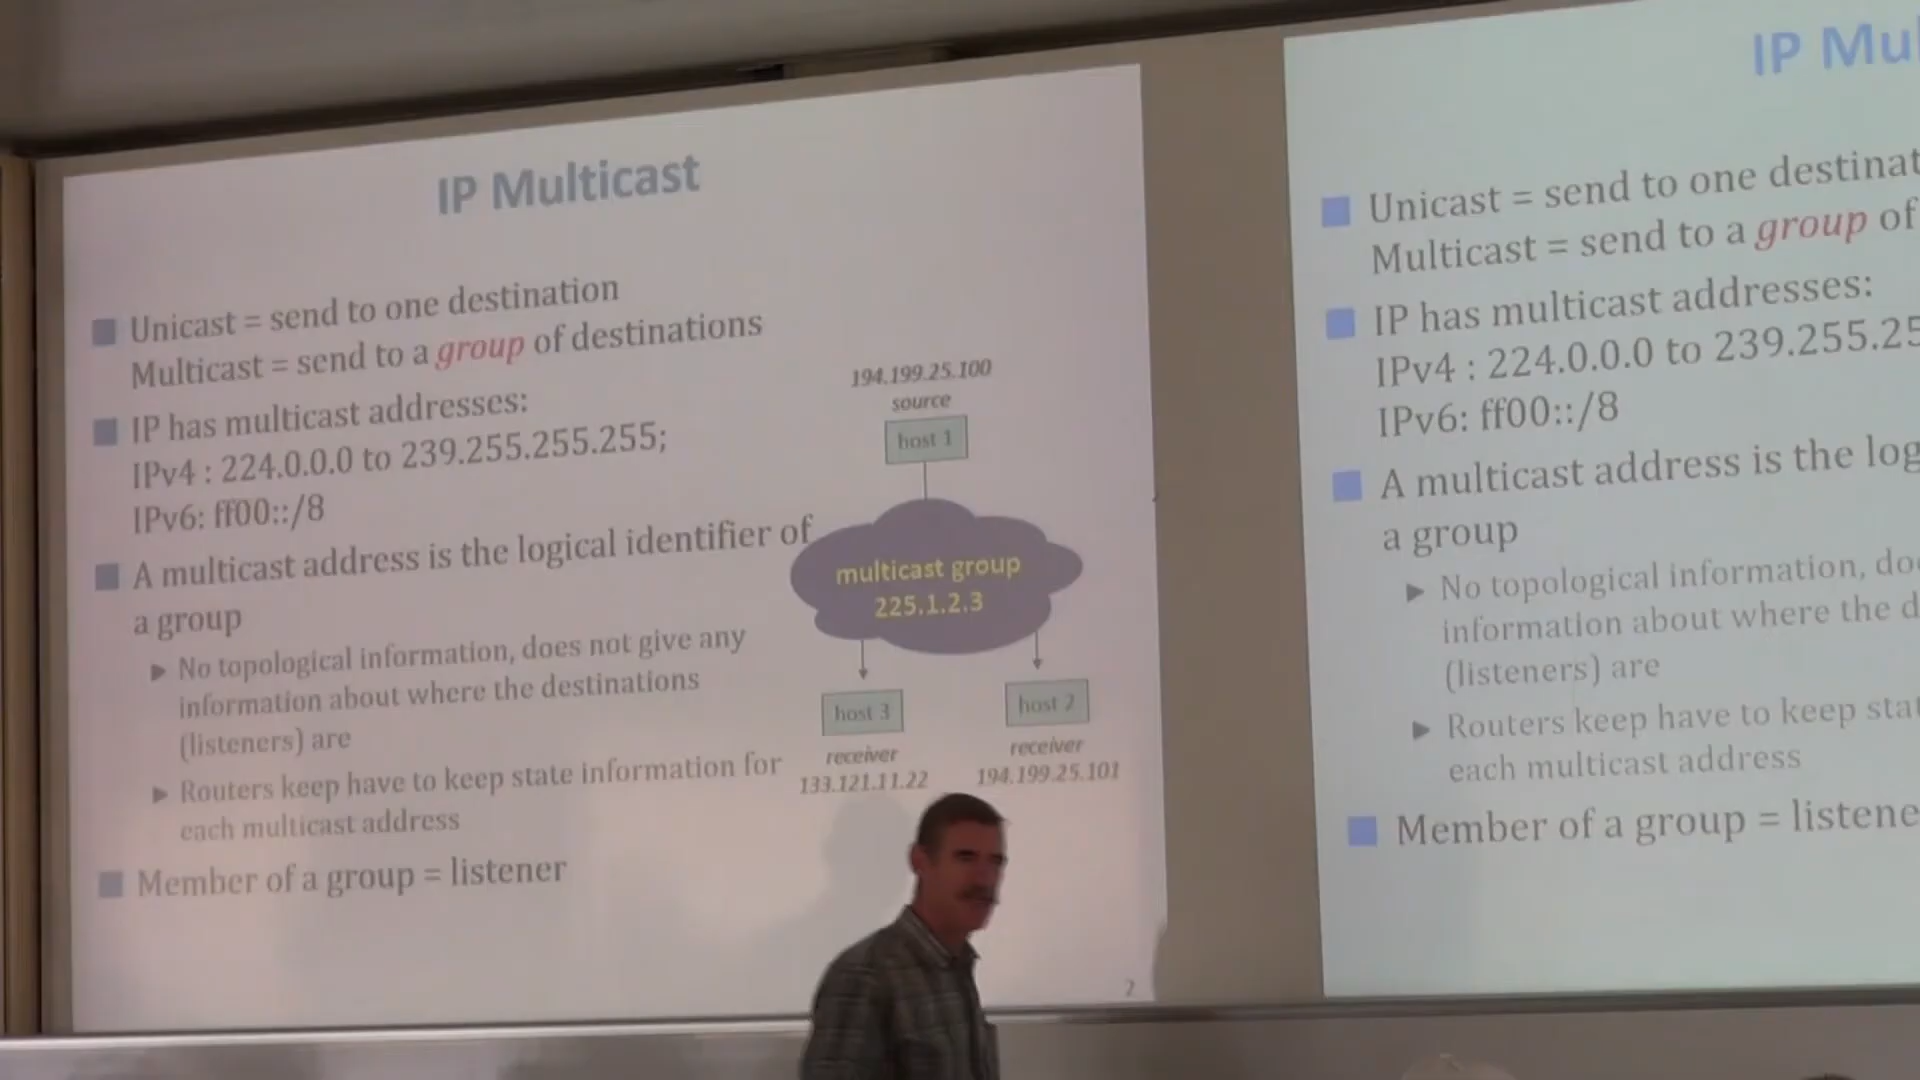 IP Multicast
Unicast = send to one destination
Multicast = send to a group of destinations
IP has multicast addresses:
IPv4 : 224.0.0.0 to 239.255.255.255;
IPv6: ff00::/8
A multicast address is the logical identifier of
a group
No topological information, does not give any
information about where the destinations
(listeners) are
Routers keep have to keep state information for
each multicast address
Member of a group = listener
194.199.25.100
source
host 1
multicast group
225.1.2.3
host 3
host 2
receiver
133.121.11.22
receiver
194.199.25.101
2
IP Mul
Unicast = send to one destinat
Multicast = send to a group of
IP has multicast addresses:
IPv4 : 224.0.0.0 to 239.255.25
IPv6: ff00::/8
A multicast address is the log
a group
No topological information, doe
information about where the d
(listeners) are
Routers keep have to keep stat
each multicast address
Member of a group = listene